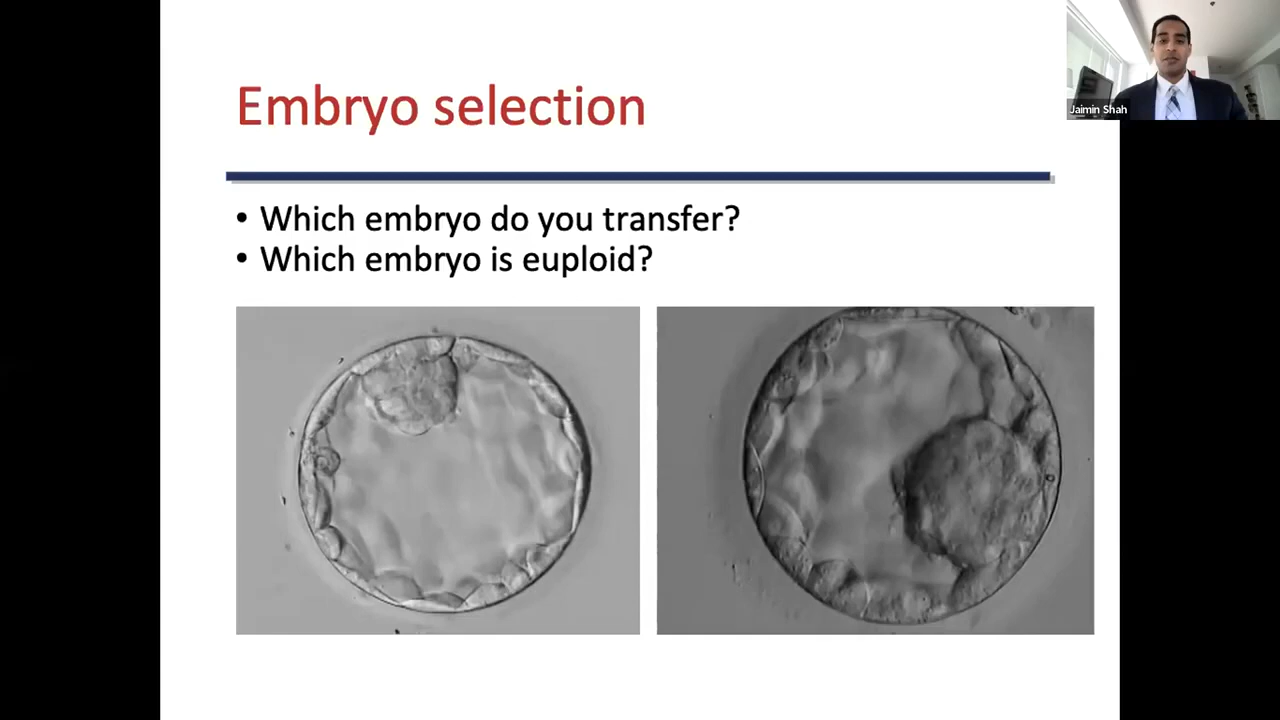 Embryo selection
• Which embryo do you transfer?
• Which embryo is euploid?
Jaimin Shah